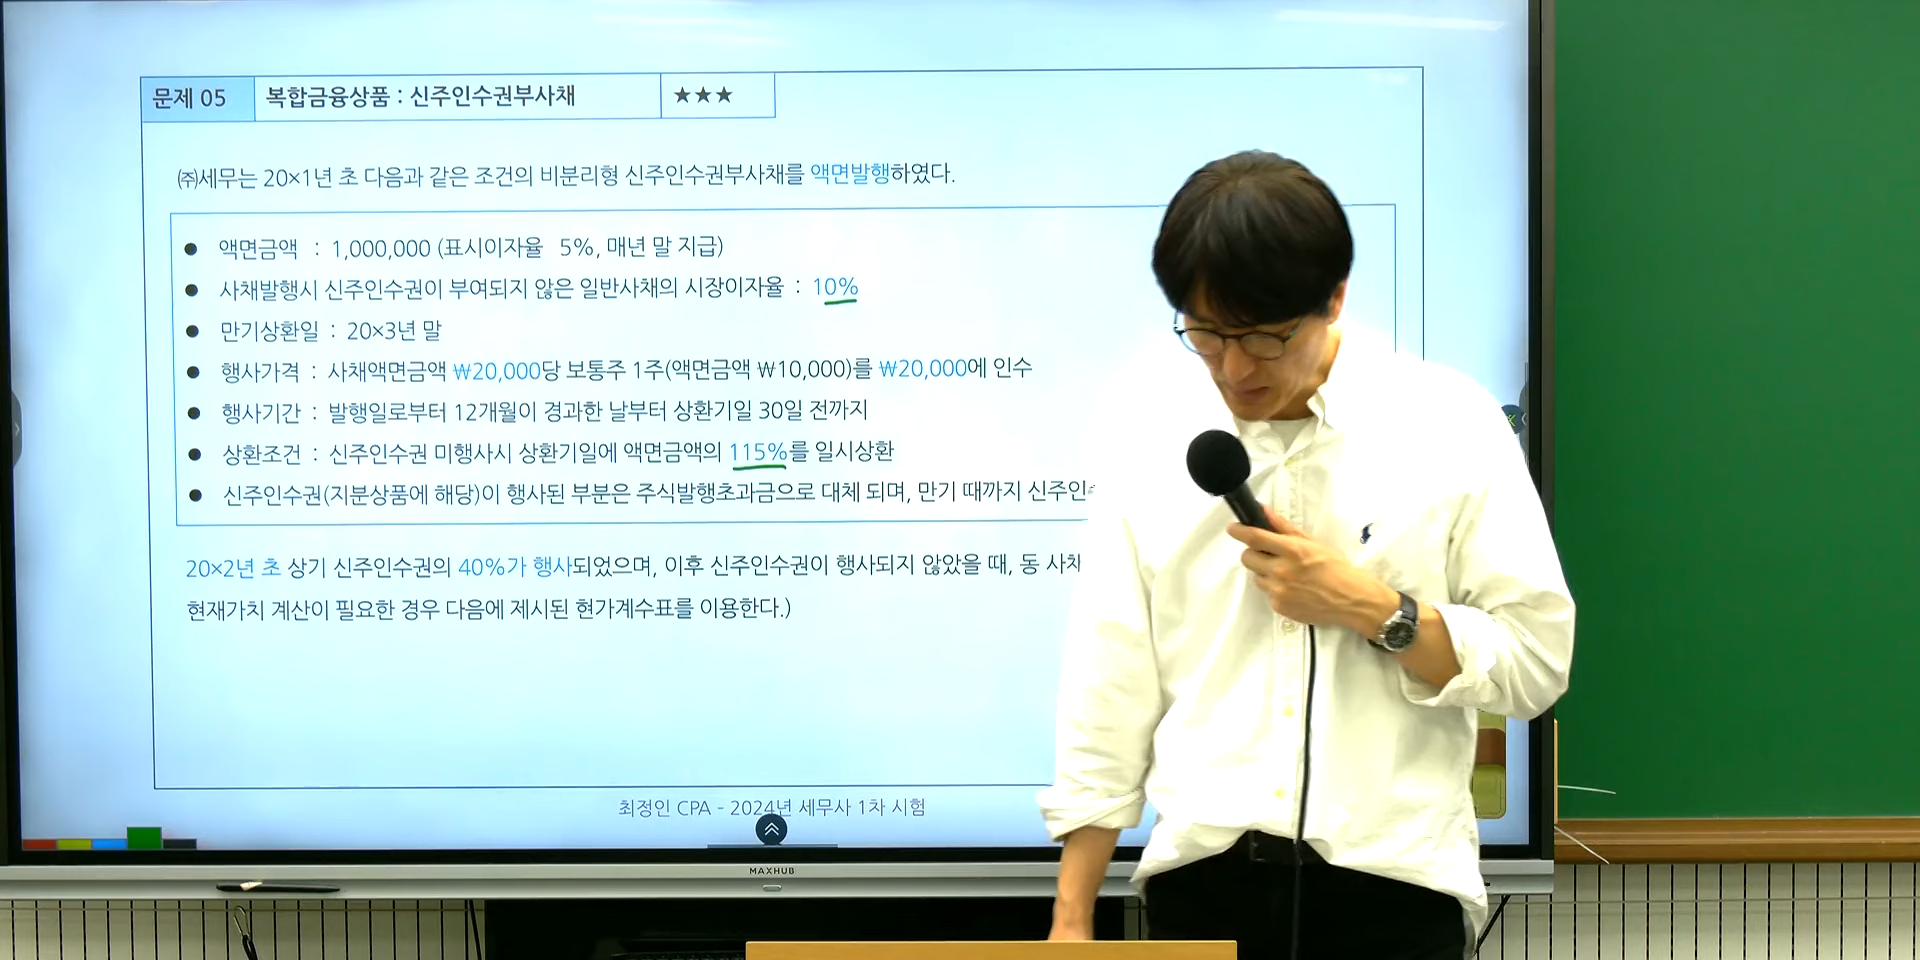 문제 05 복합금융상품 : 신주인수권부사채 ★★★
㈜세무는 20×1년 초 다음과 같은 조건의 비분리형 신주인수권부사채를 액면발행하였다.
● 액면금액 : 1,000,000 (표시이자율 5%, 매년 말 지급)
● 사채발행시 신주인수권이 부여되지 않은 일반사채의 시장이자율 : 10%
● 만기상환일 : 20×3년 말
● 행사가격 : 사채액면금액 ₩20,000당 보통주 1주(액면금액 ₩10,000)를 ₩20,000에 인수
● 행사기간 : 발행일로부터 12개월이 경과한 날부터 상환기일 30일 전까지
● 상환조건 : 신주인수권 미행사시 상환기일에 액면금액의 115%를 일시상환
● 신주인수권(지분상품에 해당)이 행사된 부분은 주식발행초과금으로 대체 되며, 만기 때까지
20×2년 초 상기 신주인수권의 40%가 행사되었으며, 이후 신주인수권이 행사되지 않았을 때, 동 사채
현재가치 계산이 필요한 경우 다음에 제시된 현가계수표를 이용한다.)
최정인 CPA - 2024년 세무사 1차 시험
MAXHUB